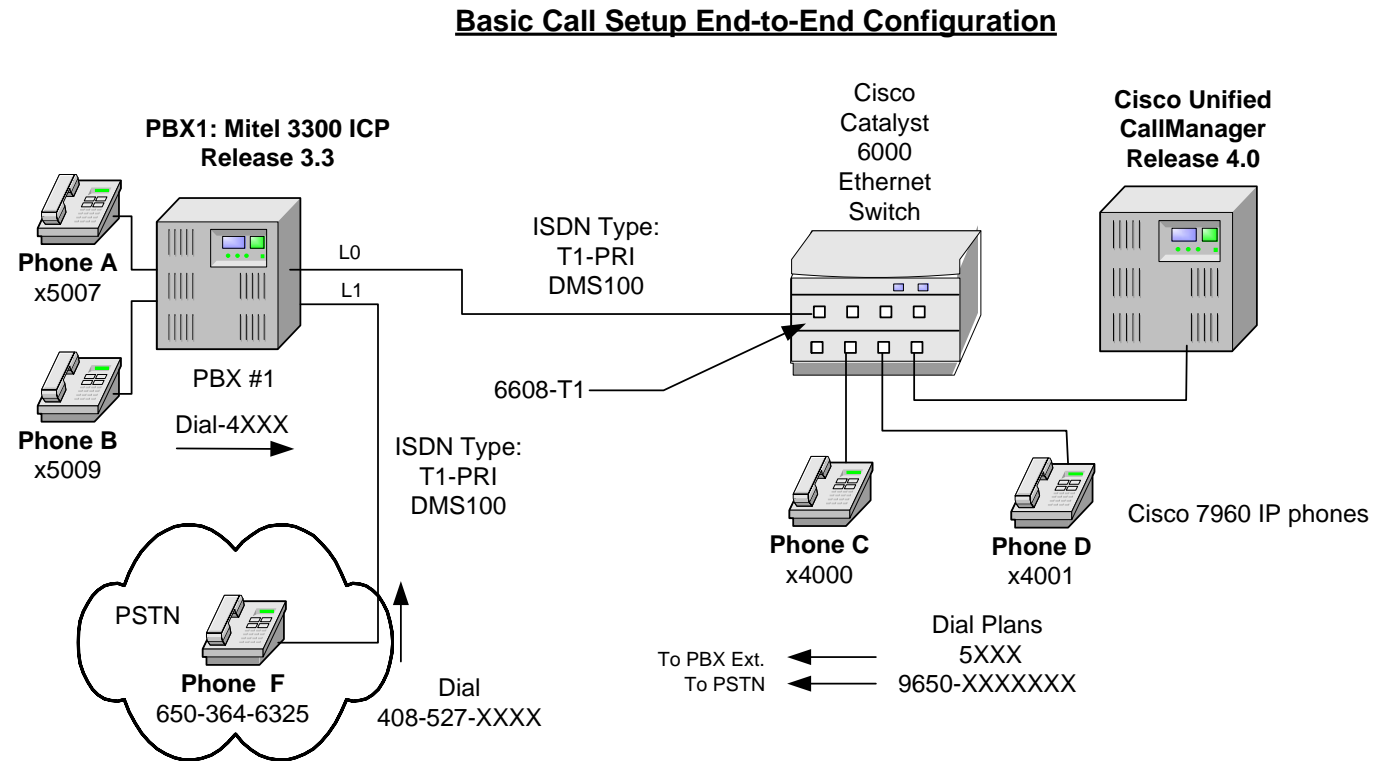 Basic Call Setup End-to-End Configuration
PBX1: Mitel 3300 ICP
Release 3.3
Cisco
Catalyst
6000
Ethernet
Switch
Cisco Unified
CallManager
Release 4.0
Phone A
x5007
L0
L1
ISDN Type:
T1-PRI
DMS100
PBX #1
6608-T1
Phone B
x5009
Dial-4XXX
ISDN Type:
T1-PRI
DMS100
Phone C
x4000
Phone D
x4001
Cisco 7960 IP phones
PSTN
Phone F
650-364-6325
Dial
408-527-XXXX
Dial Plans
To PBX Ext.
5XXX
To PSTN
9650-XXXXXXX